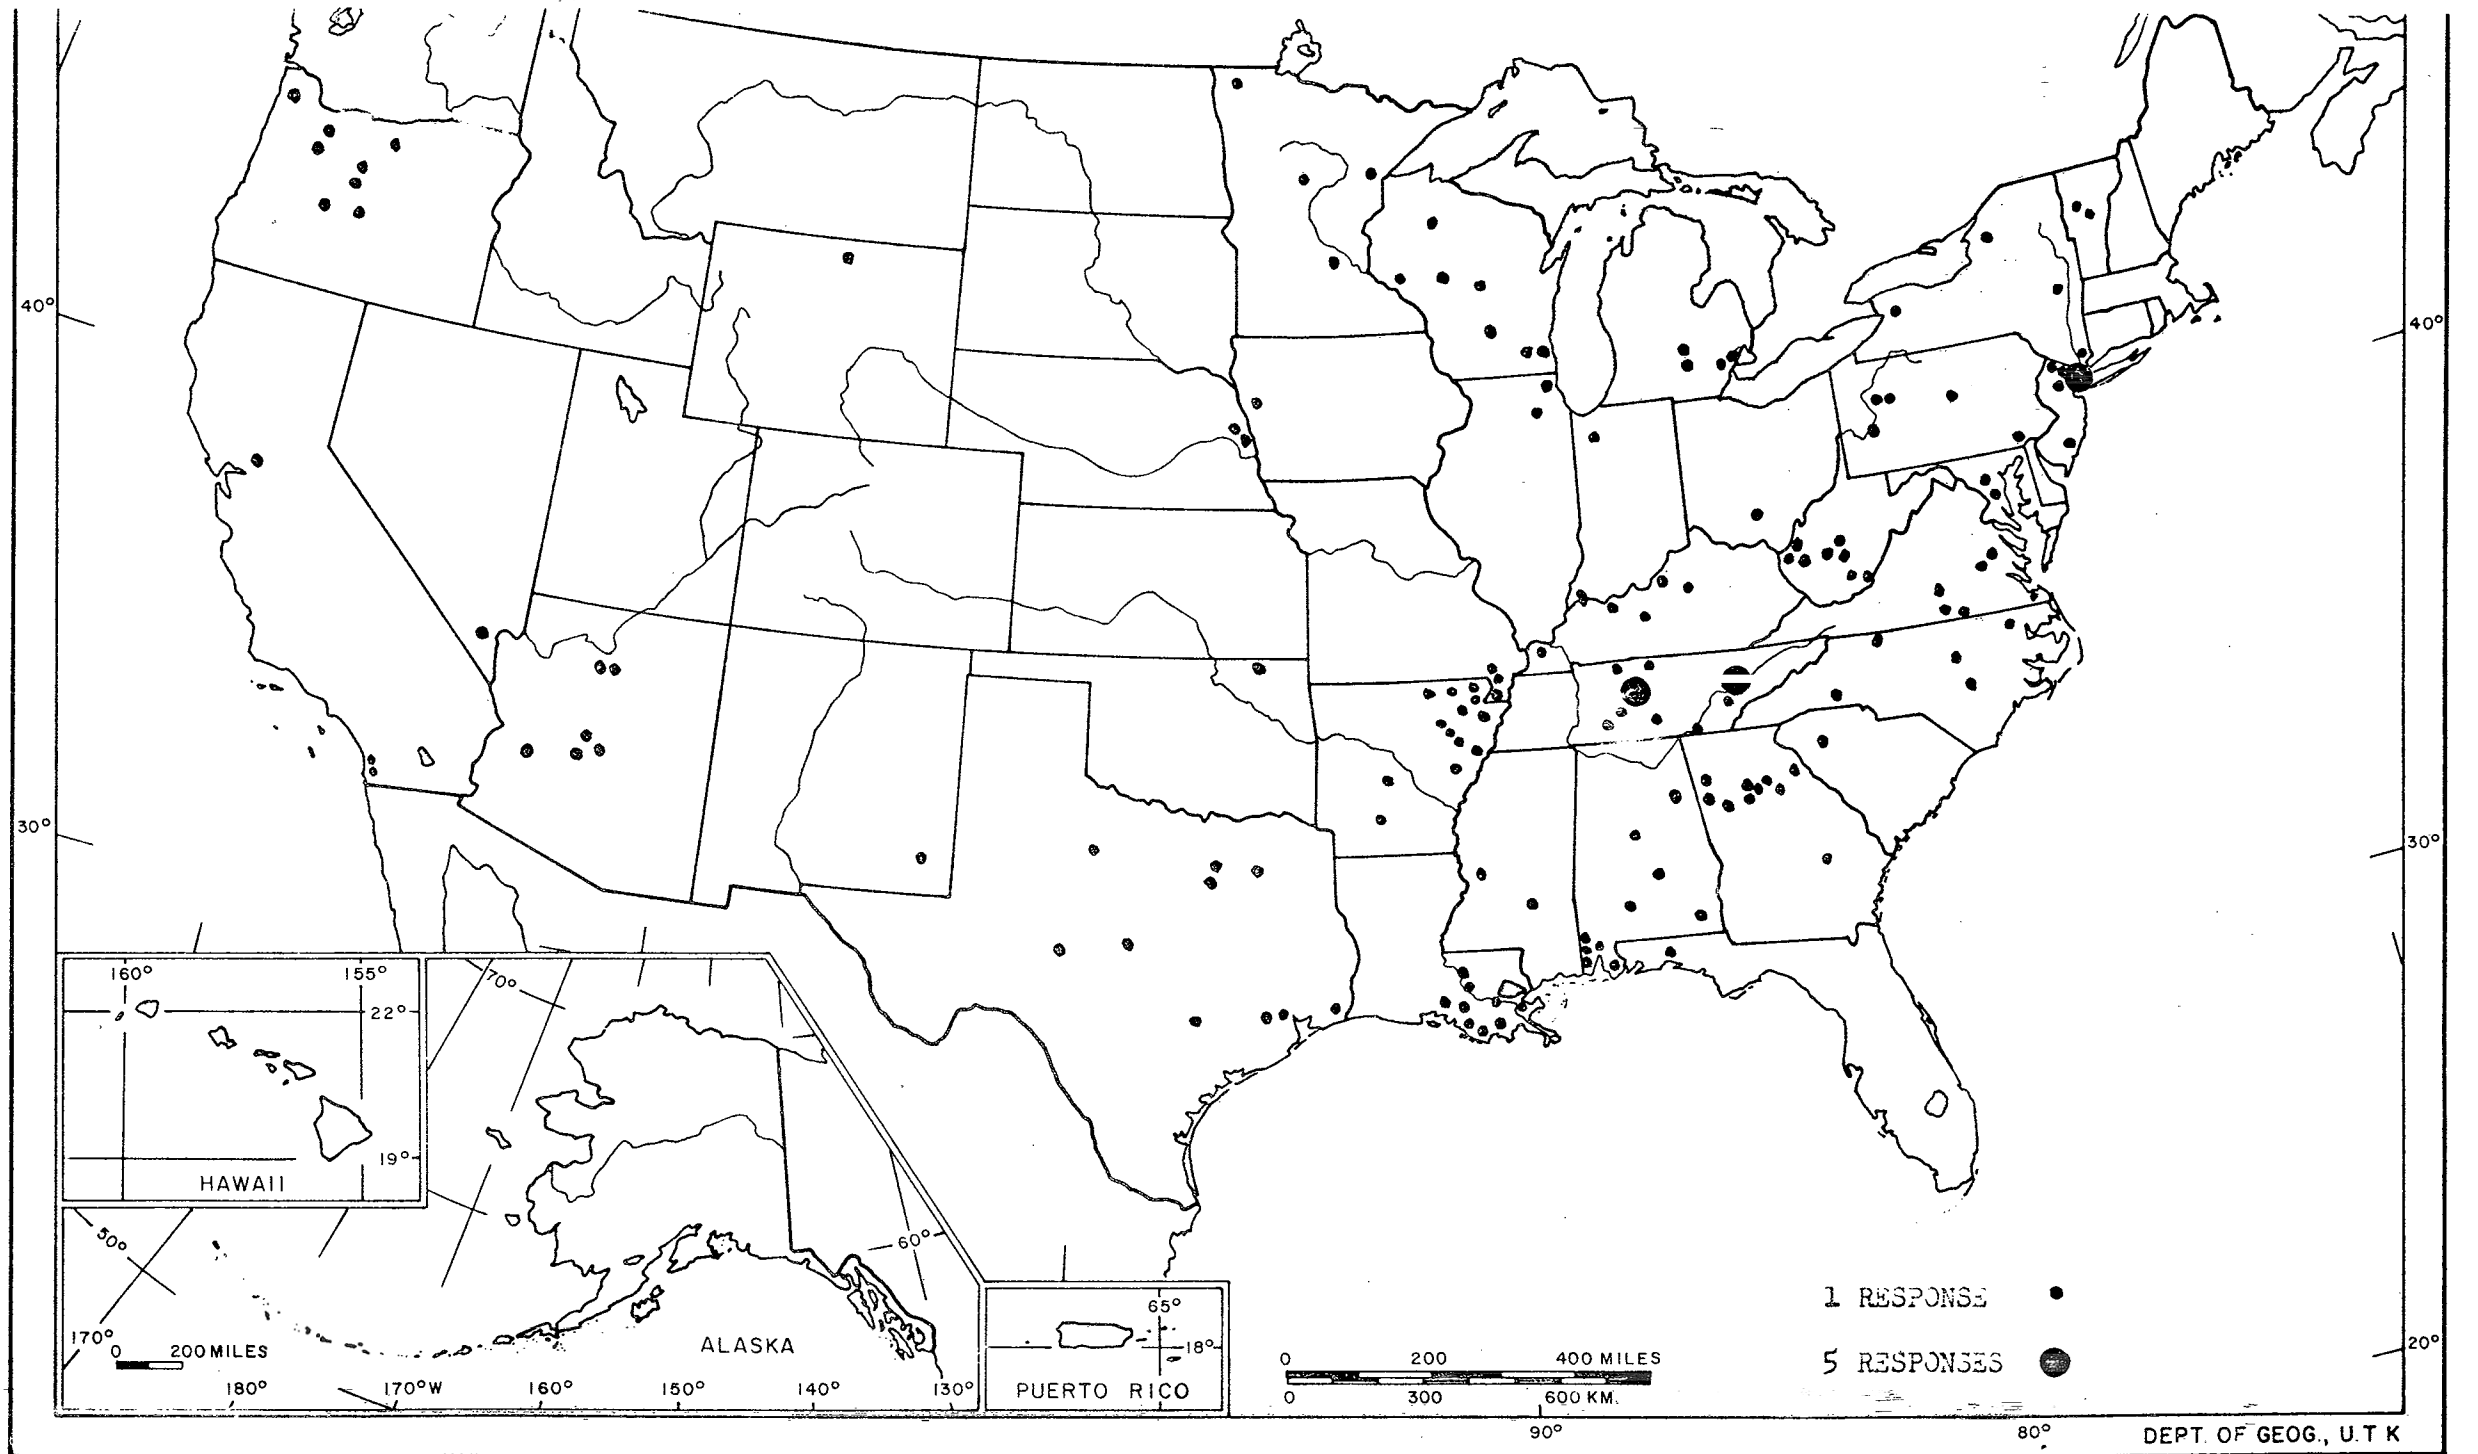 40°
40°
30°
30°
160°
155°
22°
19°
HAWAII
70°
50°
60°
170°
0 200 MILES
ALASKA
180°
170°W
160°
150°
140°
130°
65°
18°
PUERTO RICO
1 RESPONSE
5 RESPONSES
0 200 400 MILES
0 300 600 KM.
20°
90°
80°
DEPT. OF GEOG., U.T K